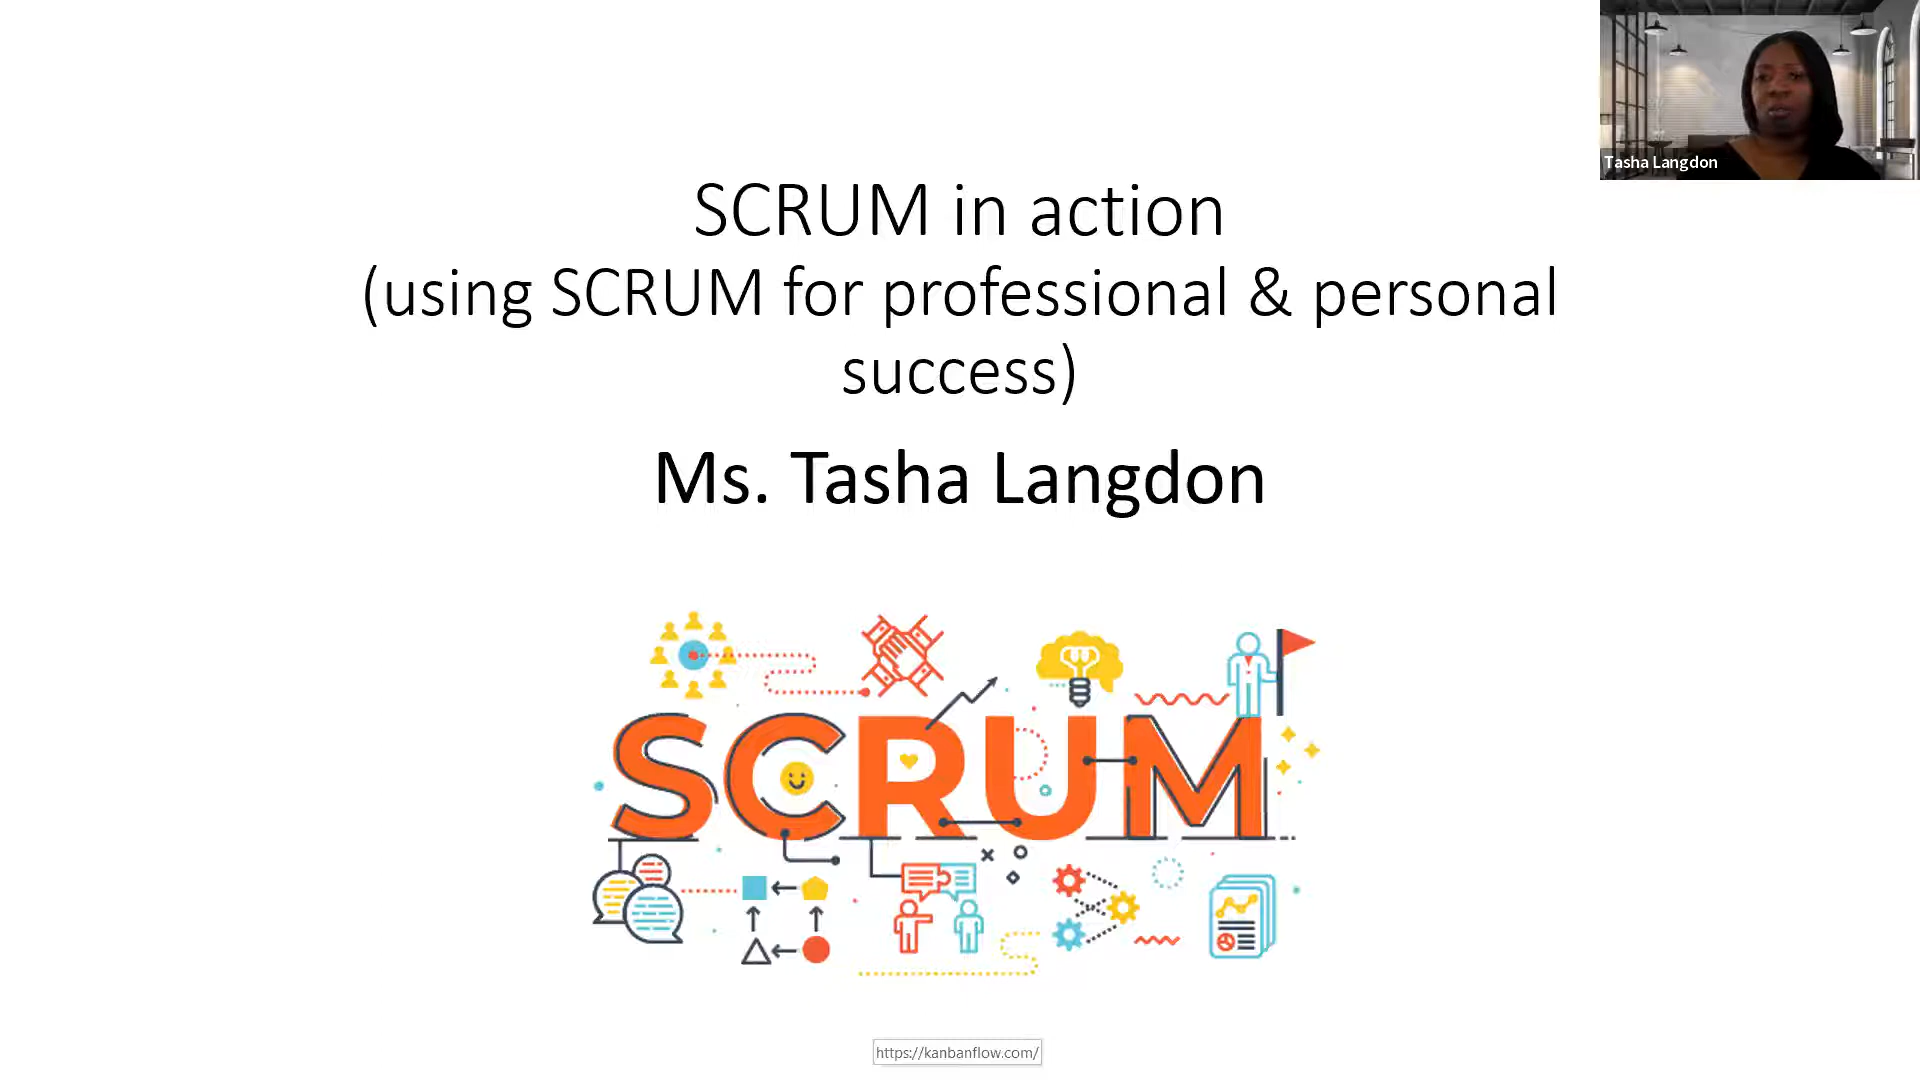 Tasha Langdon
SCRUM in action
(using SCRUM for professional & personal
success)
Ms. Tasha Langdon
SCRUM
https://kanbanflow.com/